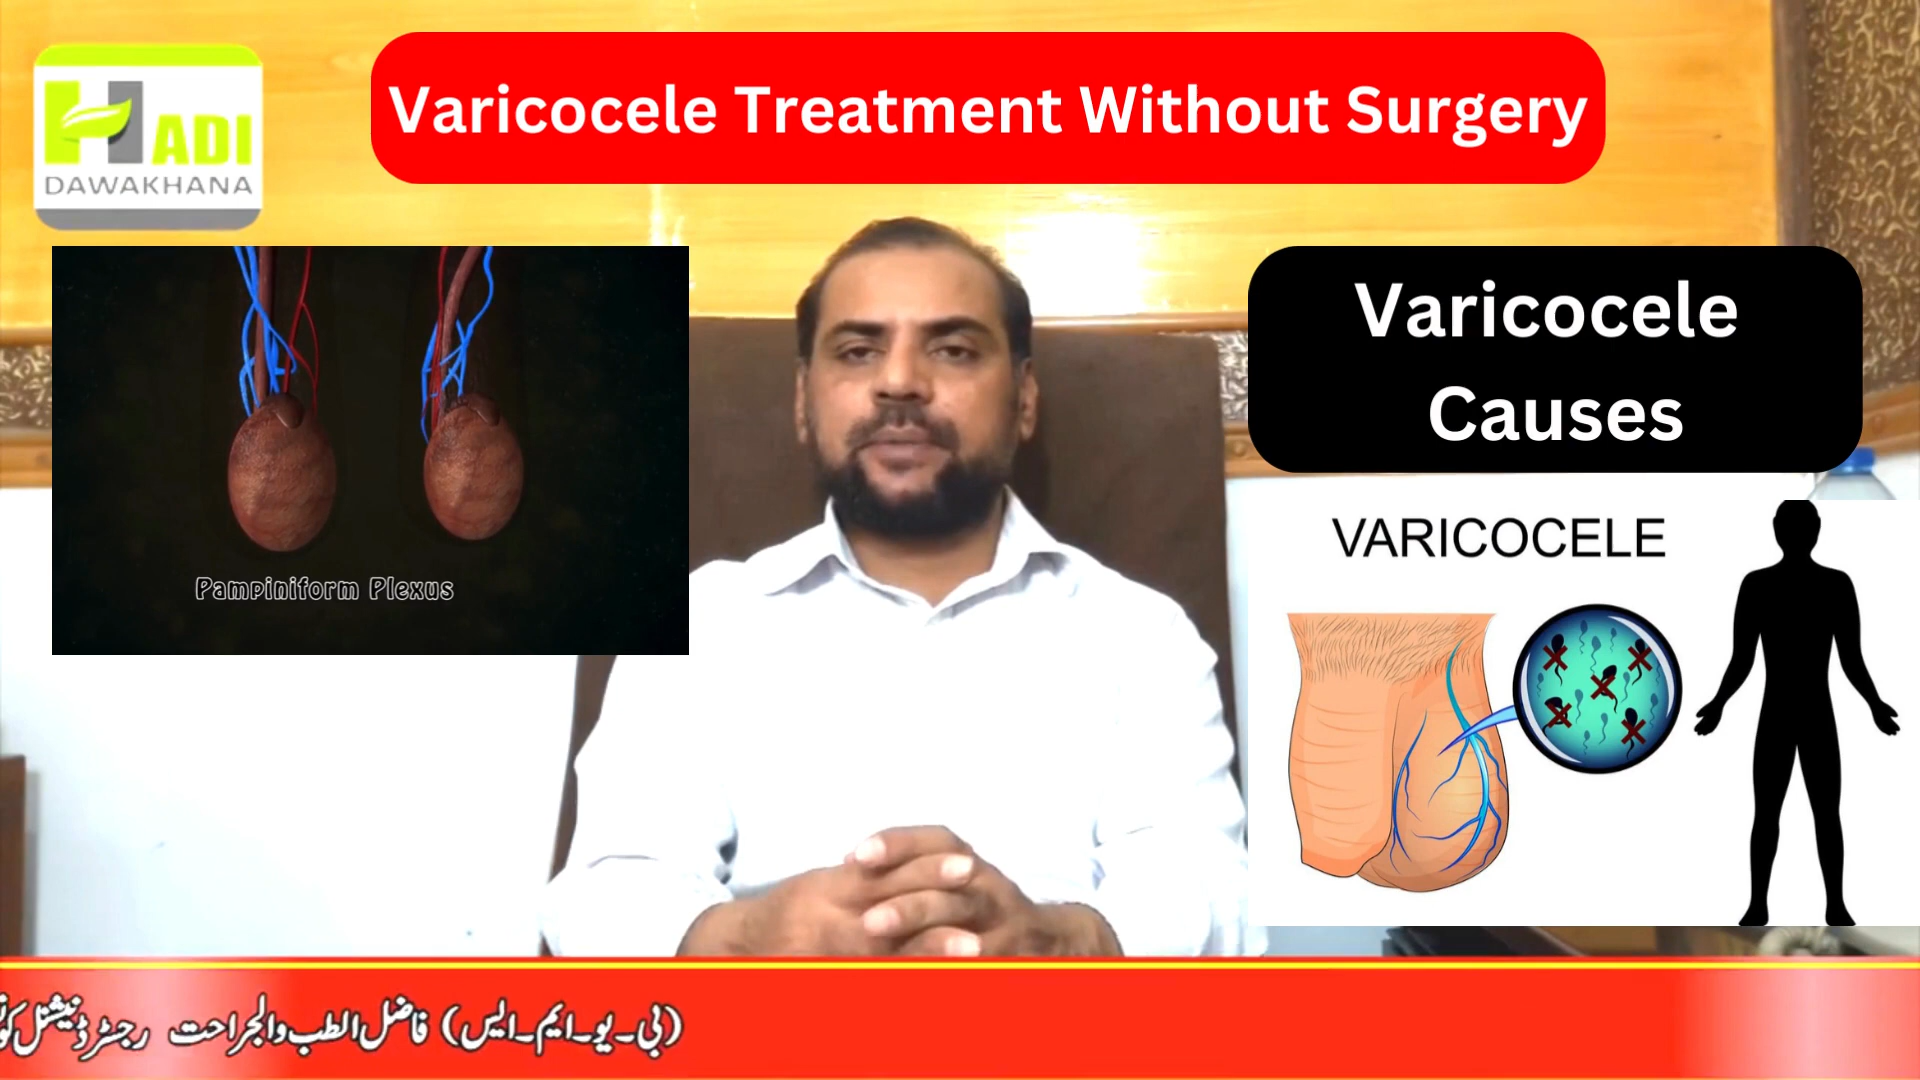 HADI
DAWAKHANA
Varicocele Treatment Without Surgery
Varicocele
Causes
Pampiniform Plexus
VARICOCELE
(بی۔یو۔ایم۔ایس) فاضل الطب والجراحت رجسٹرڈ نیشنل